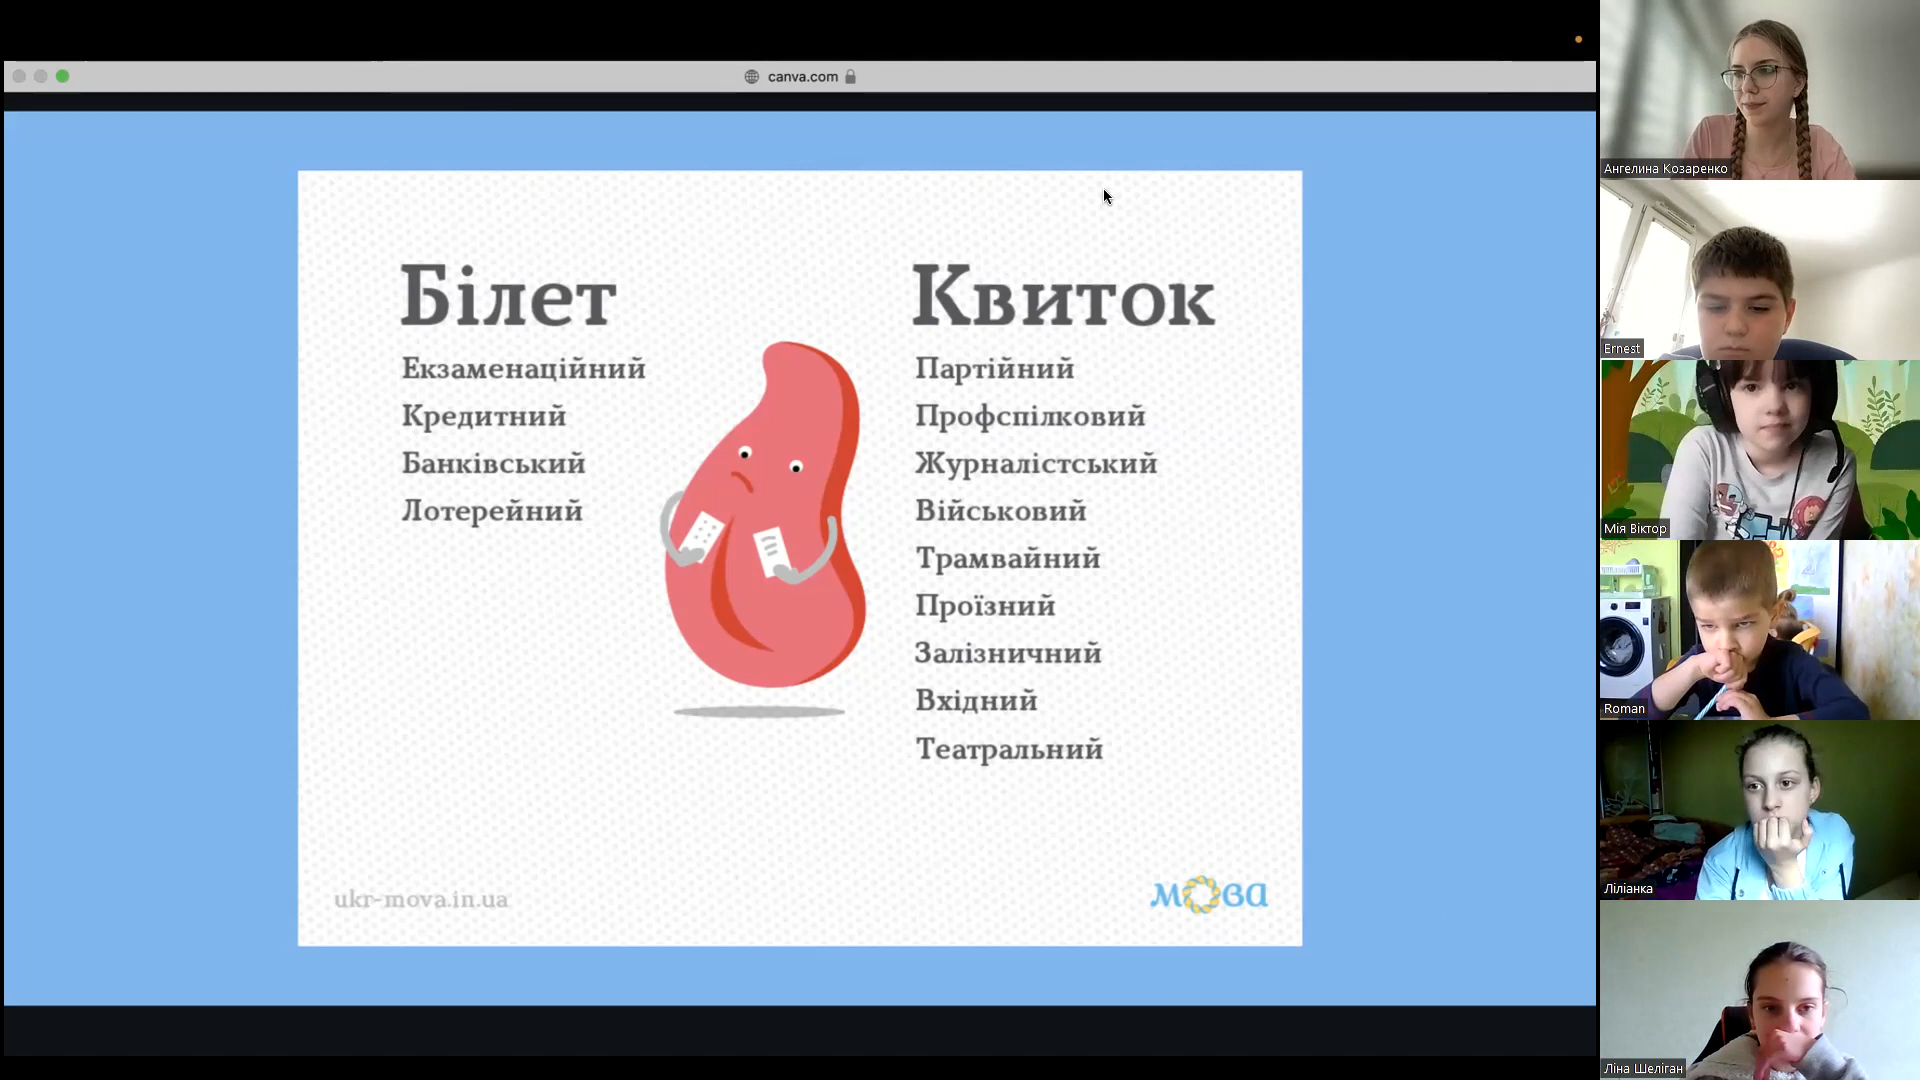 canva.com
Білет
Екзаменаційний
Кредитний
Банківський
Лотерейний
Квиток
Партійний
Профспілковий
Журналістський
Військовий
Трамвайний
Проїзний
Залізничний
Вхідний
Театральний
ukr-mova.in.ua
мова
Ангелина Козаренко
Ernest
Мія Віктор
Roman
Ліліанка
Ліна Шеліган